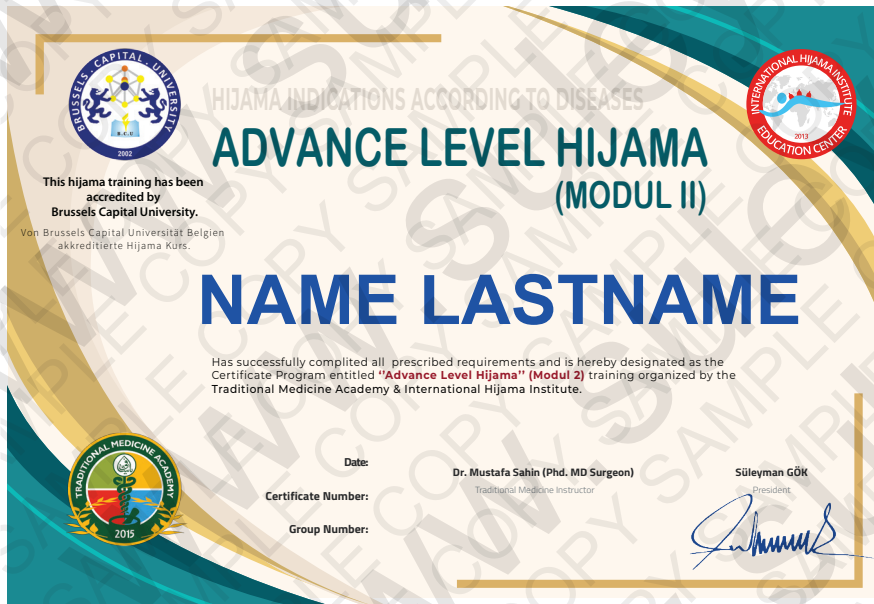 BRUSSELS . CAPITAL . UNIVERSITY
B.C.U
2002
This hijama training has been
accredited by
Brussels Capital University.
Von Brussels Capital Universität Belgien
akkreditierte Hijama Kurs.
HIJAMA INDICATIONS ACCORDING TO DISEASES
ADVANCE LEVEL HIJAMA
(MODUL II)
INTERNATIONAL HIJAMA INSTITUTE
2013
EDUCATION CENTER
NAME LASTNAME
Has successfully complited all prescribed requirements and is hereby designated as the
Certificate Program entitled ‘’Advance Level Hijama’’ (Modul 2) training organized by the
Traditional Medicine Academy & International Hijama Institute.
TRADITIONAL MEDICINE ACADEMY
2015
Date:
Certificate Number:
Group Number:
Dr. Mustafa Sahin (Phd. MD Surgeon)
Traditional Medicine Instructor
Süleyman GÖK
President
SAMPLE COPY SAMPLE COPY SAMPLE COPY